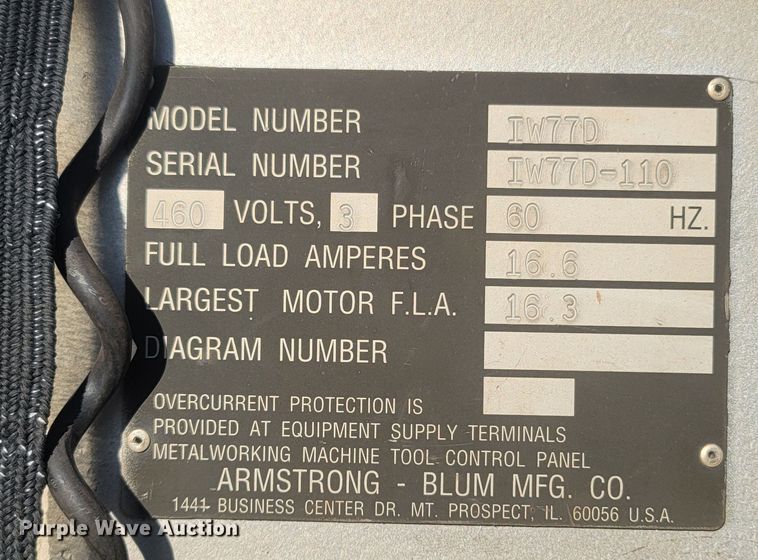 MODEL NUMBER IW77D
SERIAL NUMBER IW77D-110
460 VOLTS, 3 PHASE 60 HZ.
FULL LOAD AMPERES 16.6
LARGEST MOTOR F.L.A. 16.3
DIAGRAM NUMBER
OVERCURRENT PROTECTION IS
PROVIDED AT EQUIPMENT SUPPLY TERMINALS
METALWORKING MACHINE TOOL CONTROL PANEL
ARMSTRONG - BLUM MFG. CO.
1441 BUSINESS CENTER DR. MT. PROSPECT, IL. 60056 U.S.A.
Purple Wave Auction